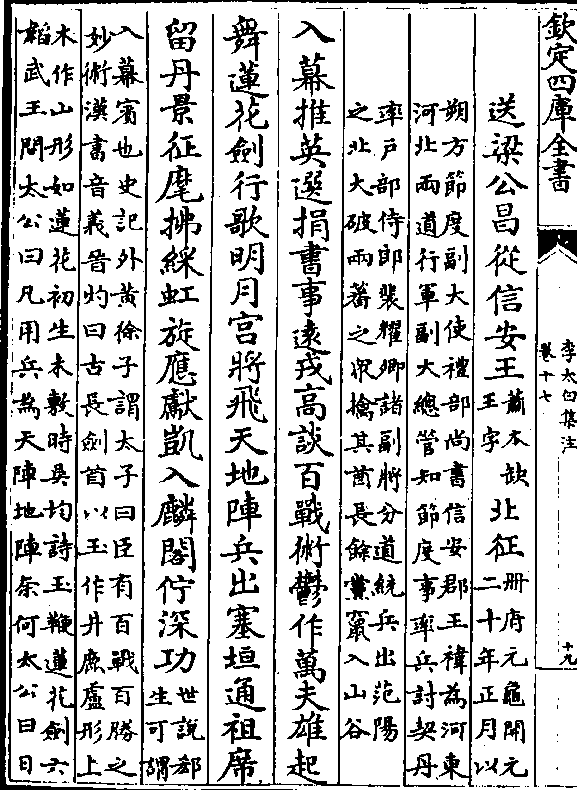 欽定四庫全書
李太白集注
卷十七
十九
送梁公昌從信安王
蕭本缺
王字
北征
冊府元龜開元
二十年正月以
朔方節度副大使禮部尚書信安郡王禕為河東
河北兩道行軍副大總管知節度事率兵討契丹
率戶部侍郎裴耀卿諸副將分道統兵出范陽
之北大破兩蕃之衆擒其酋長餘黨竄入山谷
入幕推英選捐書事遠戎高談百戰術鬱作萬夫雄起
舞蓮花劍行歌明月宮將飛天地陣兵出塞垣通祖席
留丹景征麾拂綵虹旋應獻凱入麟閣佇深功
世說郄
生可謂
入幕賓也史記外黄徐子謂太子曰臣有百戰百勝之
妙術漢書音義晉灼曰古長劍首以玉作井鹿盧形上
木作山形如蓮花初生未敷時吳均詩玉鞭蓮花劍六
韜武王問太公曰凡用兵為天陣地陣奈何太公曰日